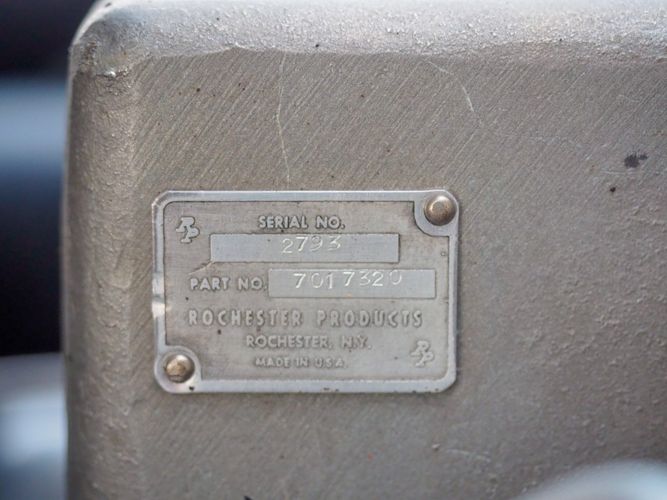 SERIAL NO.
2793
PART NO. 7017320
ROCHESTER PRODUCTS
ROCHESTER, N.Y.
MADE IN U.S.A.